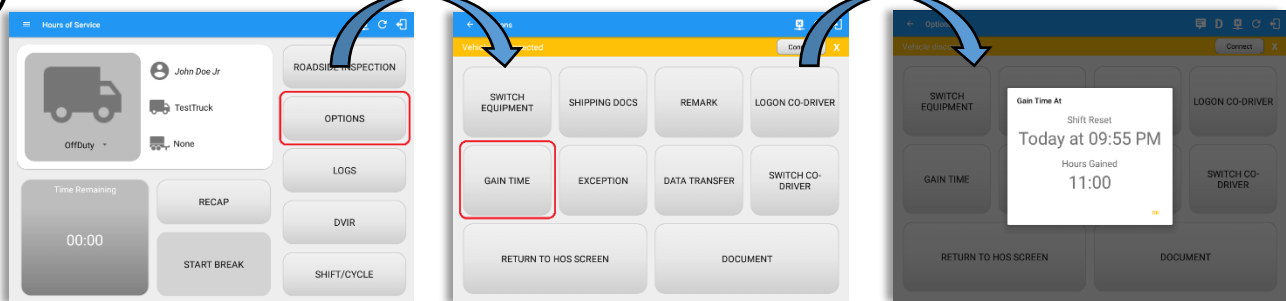 Hours of Service
John Doe Jr
TestTruck
None
OffDuty
ROADSIDE INSPECTION
OPTIONS
LOGS
DVIR
SHIFT/CYCLE
Time Remaining
00:00
RECAP
START BREAK
Connect
X
SWITCH
EQUIPMENT
SHIPPING DOCS
REMARK
LOGON CO-DRIVER
GAIN TIME
EXCEPTION
DATA TRANSFER
SWITCH CO-
DRIVER
RETURN TO HOS SCREEN
DOCUMENT
D
Connect
X
SWITCH
EQUIPMENT
LOGON CO-DRIVER
GAIN TIME
SWITCH CO-
DRIVER
RETURN TO HOS SCREEN
DOCUMENT
Gain Time At
Shift Reset
Today at 09:55 PM
Hours Gained
11:00
OK